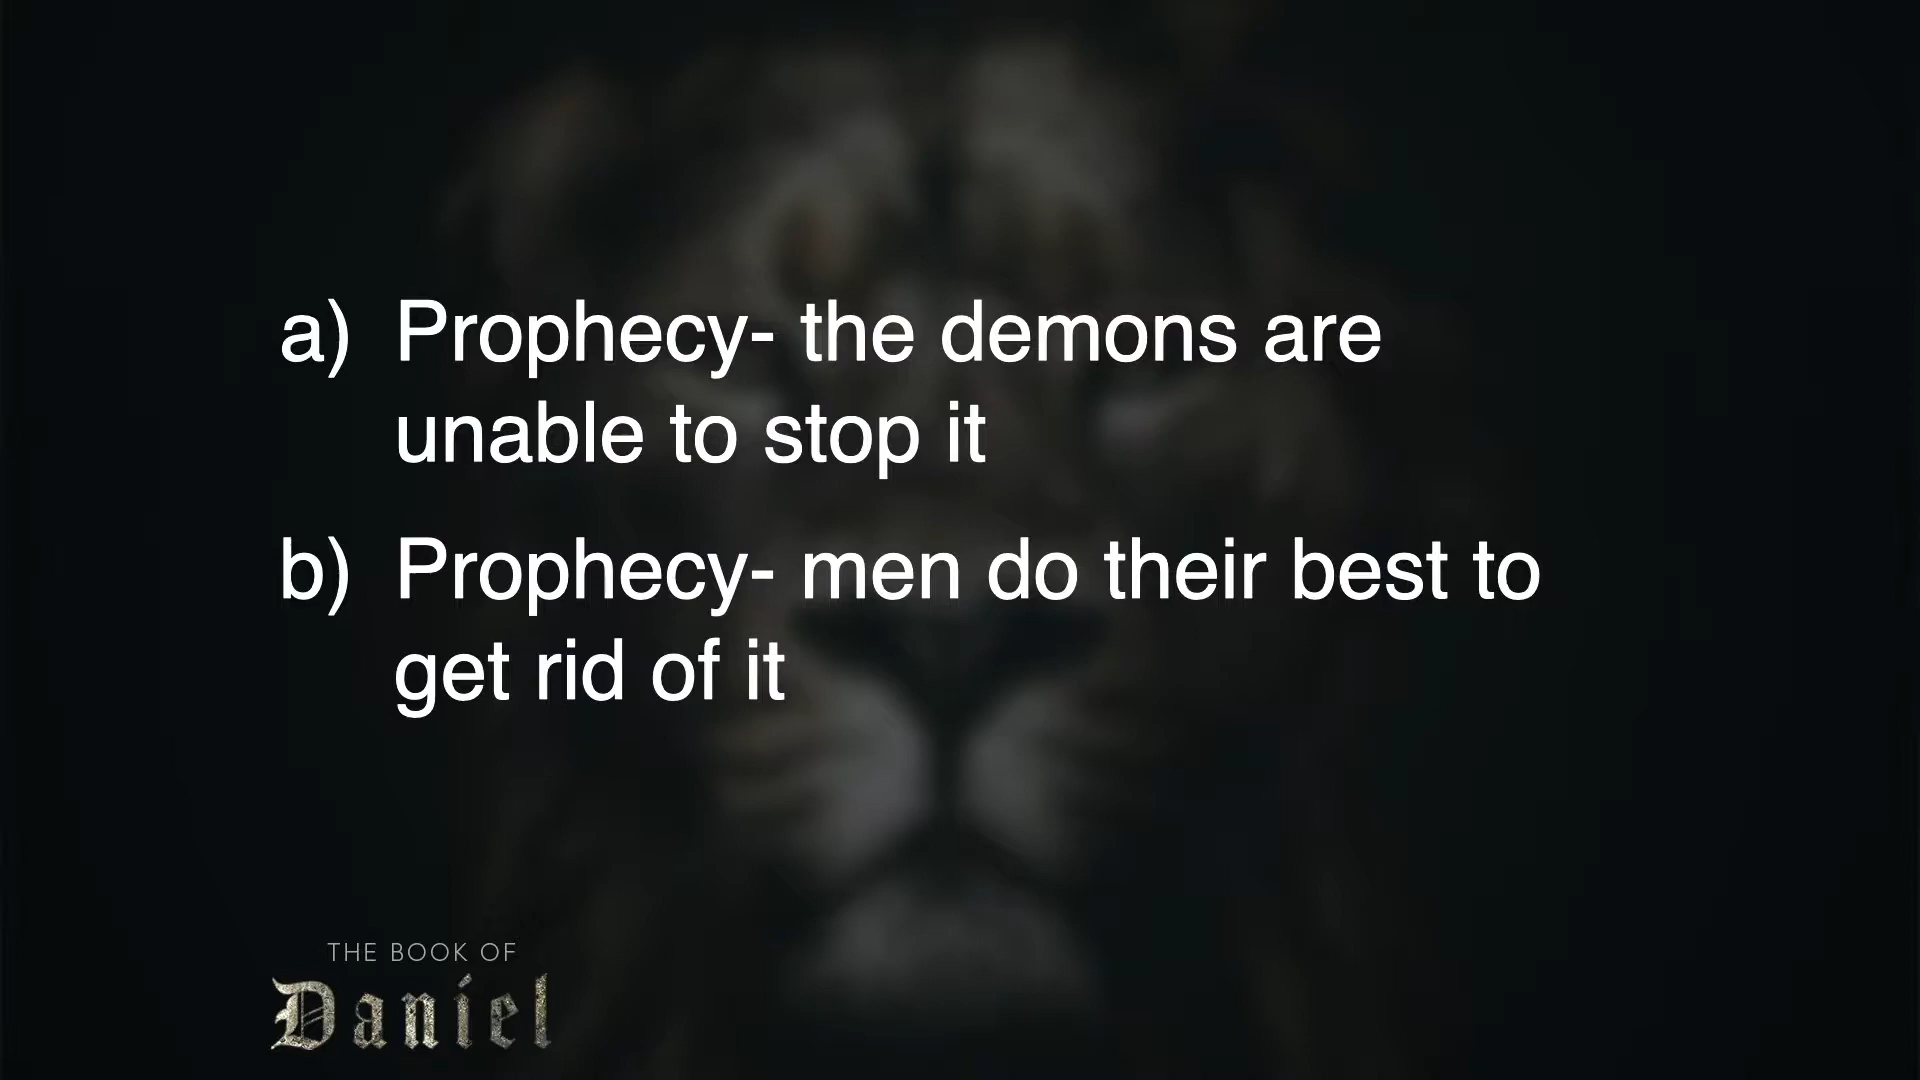 a) Prophecy- the demons are
unable to stop it
b) Prophecy- men do their best to
get rid of it
THE BOOK OF
Daniel